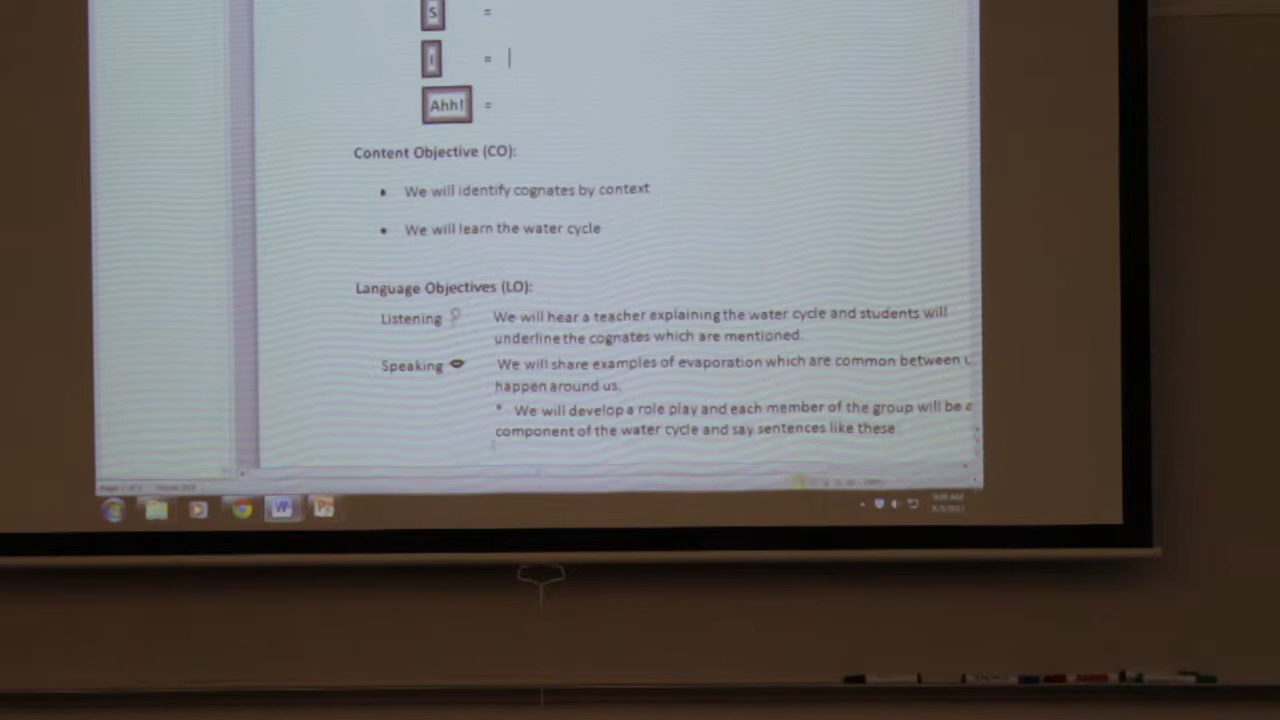 S =
I =
Ahh! =
Content Objective (CO):
• We will identify cognates by context
• We will learn the water cycle
Language Objectives (LO):
Listening We will hear a teacher explaining the water cycle and students will
underline the cognates which are mentioned.
Speaking We will share examples of evaporation which are common between
happen around us.
* We will develop a role play and each member of the group will be a
component of the water cycle and say sentences like these